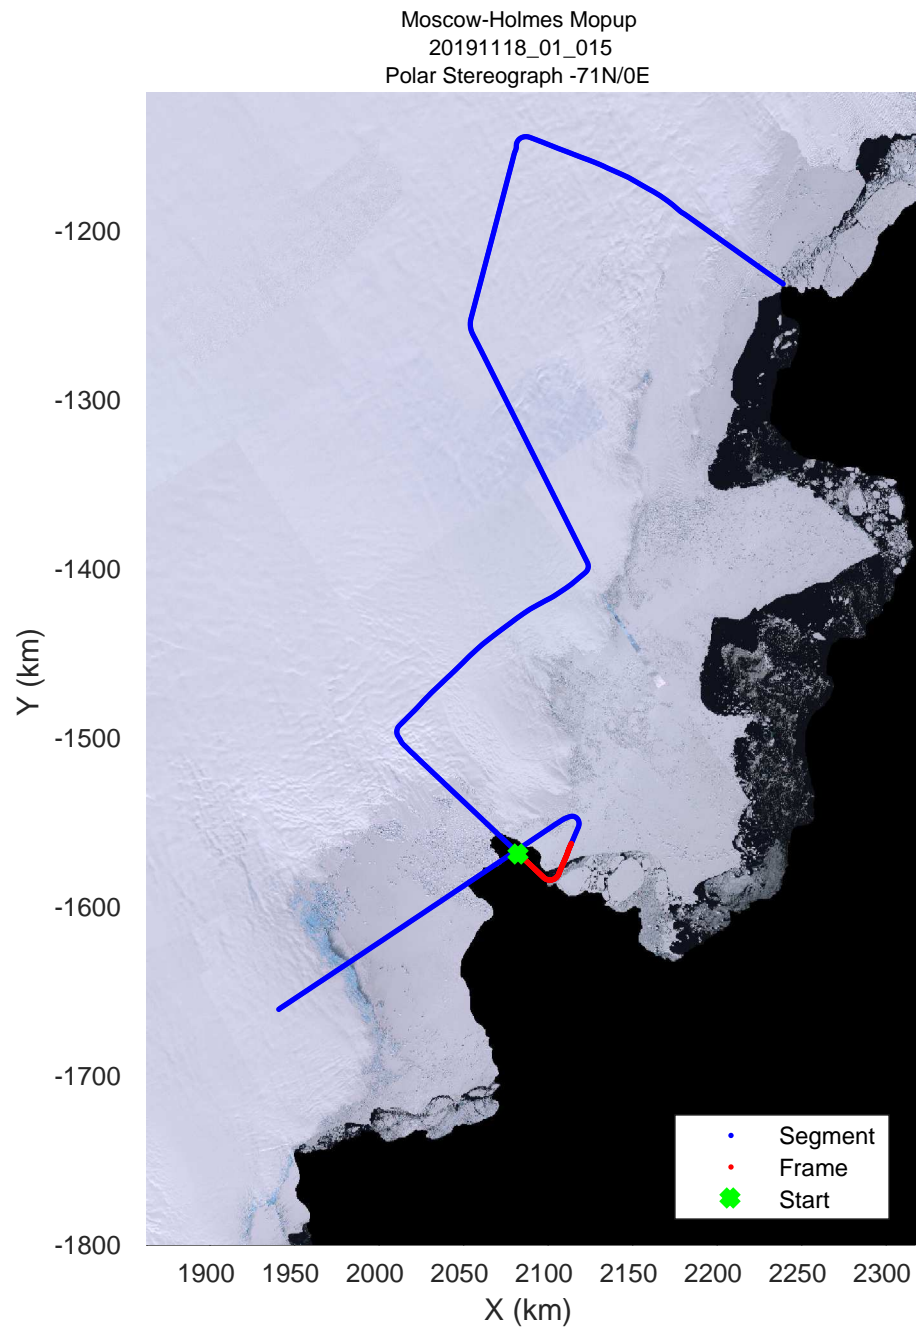 Moscow-Holmes Mopup
20191118_01_015
Polar Stereograph -71N/0E
-1200
-1300
-1400
-1500
-1600
-1700
-1800
Y (km)
Segment
Frame
Start
1900 1950 2000 2050 2100 2150 2200 2250 2300
X (km)